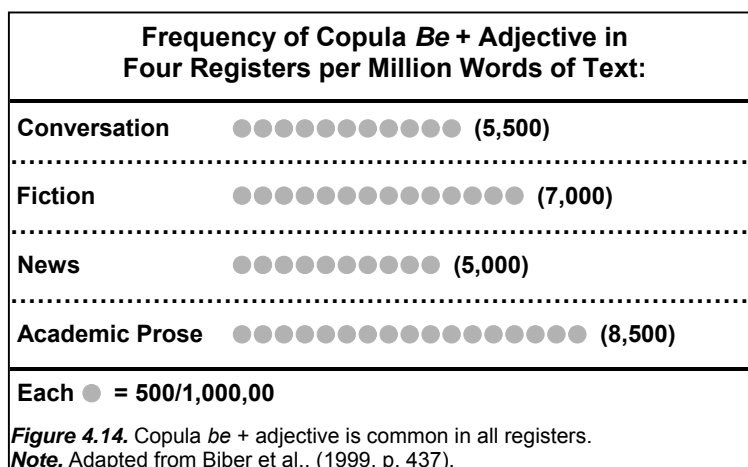 Frequency of Copula Be + Adjective in
Four Registers per Million Words of Text:
Conversation (5,500)
Fiction (7,000)
News (5,000)
Academic Prose (8,500)
Each = 500/1,000,00
Figure 4.14. Copula be + adjective is common in all registers.
Note. Adapted from Biber et al., (1999, p. 437).